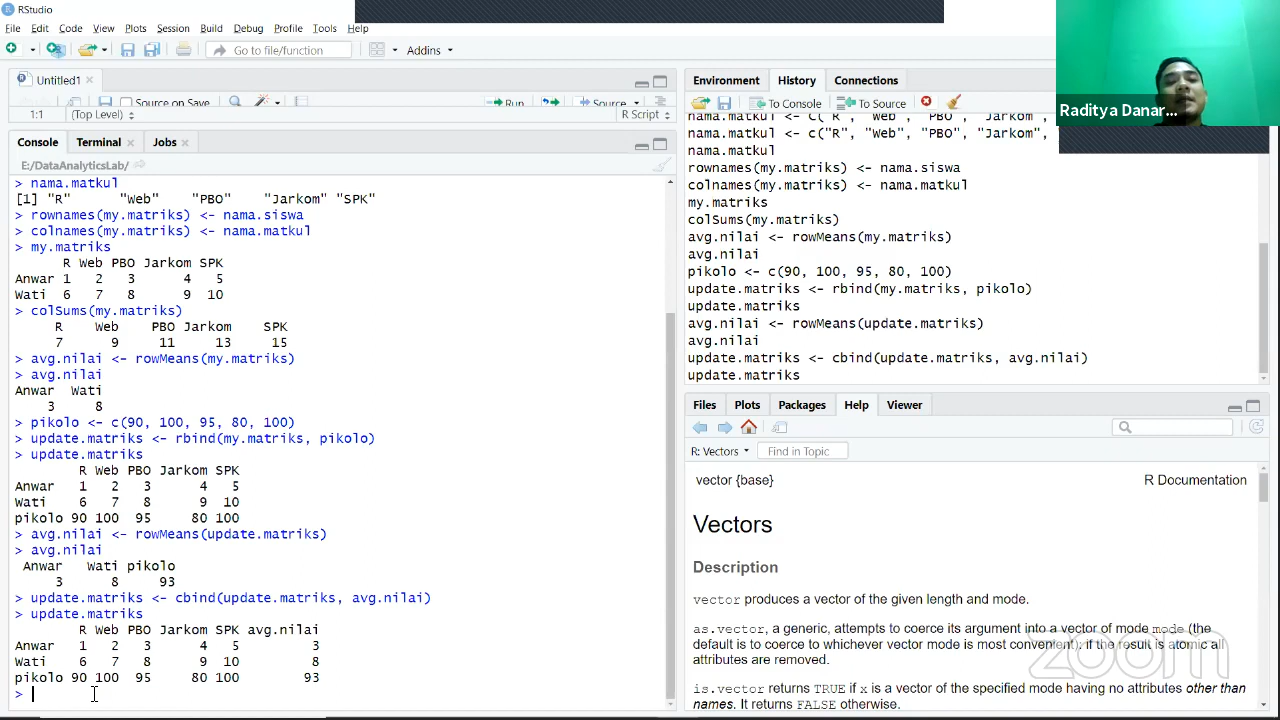 RStudio
File Edit Code View Plots Session Build Debug Profile Tools Help
Go to file/function Addins
Untitled1
Source on Save Run Source
1:1 (Top Level) R Script
Console Terminal Jobs
E:/DataAnalyticsLab/
> nama.matkul
[1] "R" "Web" "PBO" "Jarkom" "SPK"
> rownames(my.matriks) <- nama.siswa
> colnames(my.matriks) <- nama.matkul
> my.matriks
R Web PBO Jarkom SPK
Anwar 1 2 3 4 5
Wati 6 7 8 9 10
> colSums(my.matriks)
R Web PBO Jarkom SPK
7 9 11 13 15
> avg.nilai <- rowMeans(my.matriks)
> avg.nilai
Anwar Wati
3 8
> pikolo <- c(90, 100, 95, 80, 100)
> update.matriks <- rbind(my.matriks, pikolo)
> update.matriks
R Web PBO Jarkom SPK
Anwar 1 2 3 4 5
Wati 6 7 8 9 10
pikolo 90 100 95 80 100
> avg.nilai <- rowMeans(update.matriks)
> avg.nilai
Anwar Wati pikolo
3 8 93
> update.matriks <- cbind(update.matriks, avg.nilai)
> update.matriks
R Web PBO Jarkom SPK avg.nilai
Anwar 1 2 3 4 5 3
Wati 6 7 8 9 10 8
pikolo 90 100 95 80 100 93
>
Environment History Connections
To Console To Source
nama.matkul <- c("R", "Web", "PBO", "Jarkom",
nama.matkul <- c("R", "Web", "PBO", "Jarkom",
nama.matkul
rownames(my.matriks) <- nama.siswa
colnames(my.matriks) <- nama.matkul
my.matriks
colSums(my.matriks)
avg.nilai <- rowMeans(my.matriks)
avg.nilai
pikolo <- c(90, 100, 95, 80, 100)
update.matriks <- rbind(my.matriks, pikolo)
update.matriks
avg.nilai <- rowMeans(update.matriks)
avg.nilai
update.matriks <- cbind(update.matriks, avg.nilai)
update.matriks
Raditya Danar...
Files Plots Packages Help Viewer
R: Vectors Find in Topic
vector {base} R Documentation
Vectors
Description
vector produces a vector of the given length and mode.
as.vector, a generic, attempts to coerce its argument into a vector of mode mode (the
default is to coerce to whichever vector mode is most convenient); if the result is atomic all
attributes are removed.
is.vector returns TRUE if x is a vector of the specified mode having no attributes other than
names. It returns FALSE otherwise.
zoom